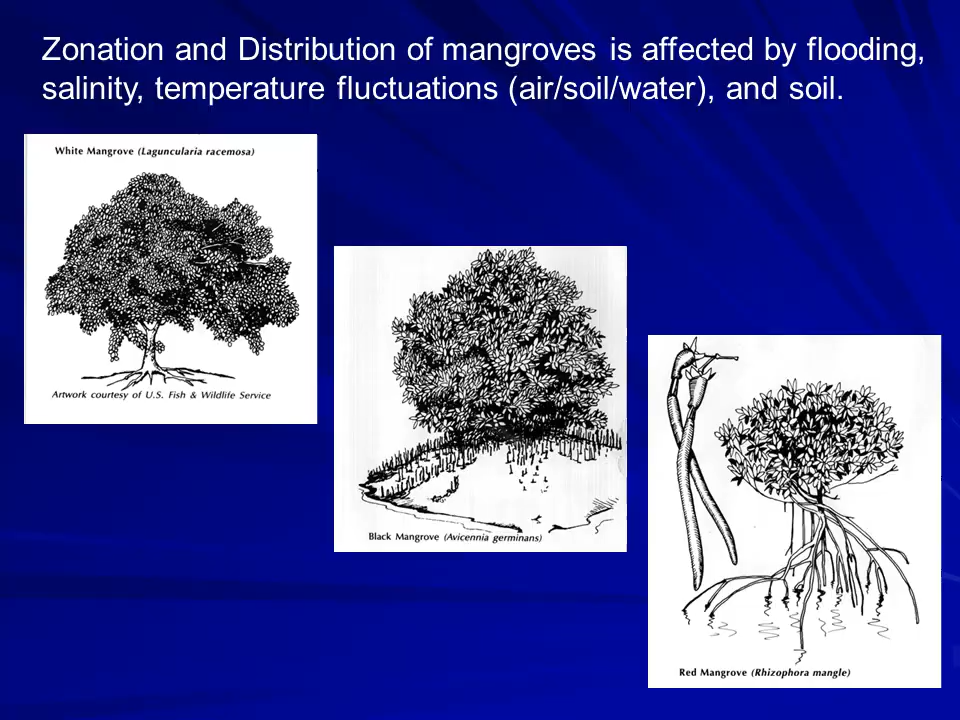 Zonation and Distribution of mangroves is affected by flooding,
salinity, temperature fluctuations (air/soil/water), and soil.
White Mangrove (Laguncularia racemosa)
Artwork courtesy of U.S. Fish & Wildlife Service
Black Mangrove (Avicennia germinans)
Red Mangrove (Rhizophora mangle)